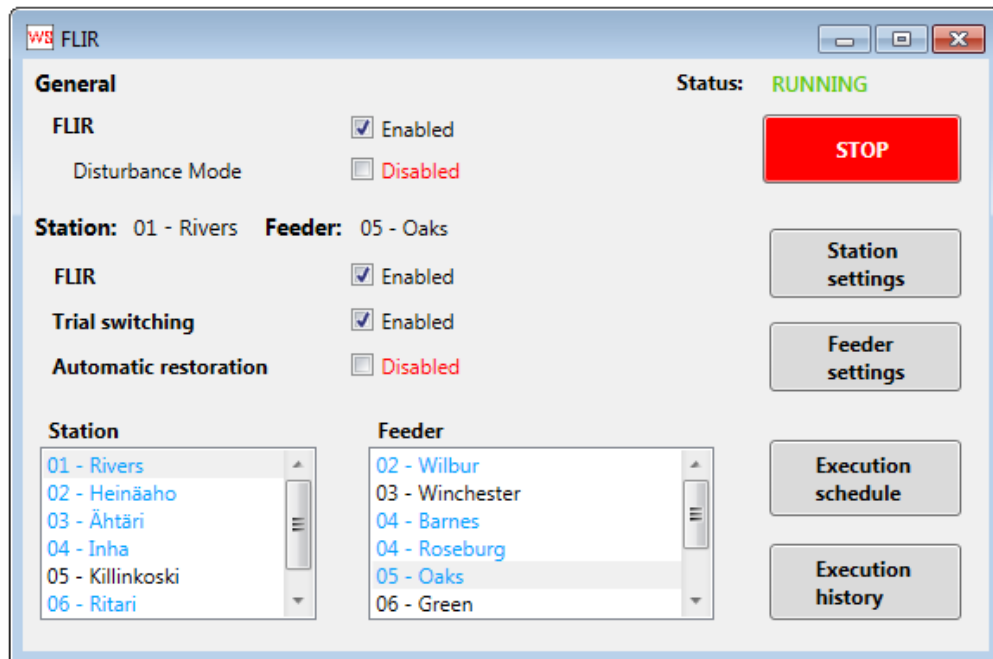 WS FLIR
General Status: RUNNING
FLIR Enabled
STOP
Disturbance Mode Disabled
Station: 01 - Rivers Feeder: 05 - Oaks
Station
settings
FLIR Enabled
Trial switching Enabled
Feeder
settings
Automatic restoration Disabled
Station
01 - Rivers
02 - Heinäaho
03 - Ähtäri
04 - Inha
05 - Killinkoski
06 - Ritari
Feeder
02 - Wilbur
03 - Winchester
04 - Barnes
04 - Roseburg
05 - Oaks
06 - Green
Execution
schedule
Execution
history